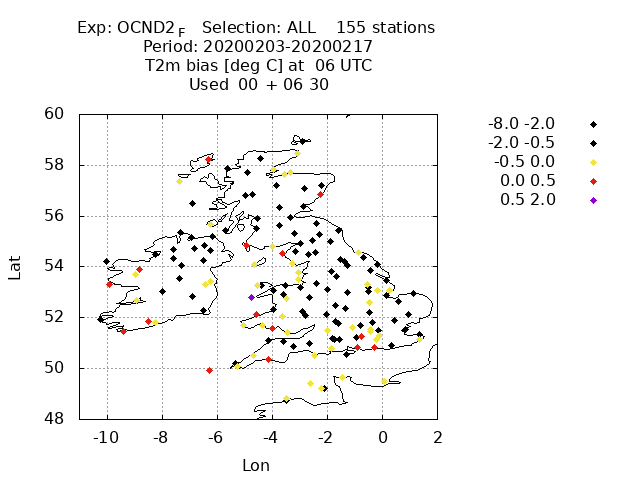 Exp: OCND2_F Selection: ALL 155 stations
Period: 20200203-20200217
T2m bias [deg C] at 06 UTC
Used 00 + 06 30
-8.0 -2.0
-2.0 -0.5
-0.5 0.0
0.0 0.5
0.5 2.0
60
58
56
54
52
50
48
Lat
-10 -8 -6 -4 -2 0 2
Lon